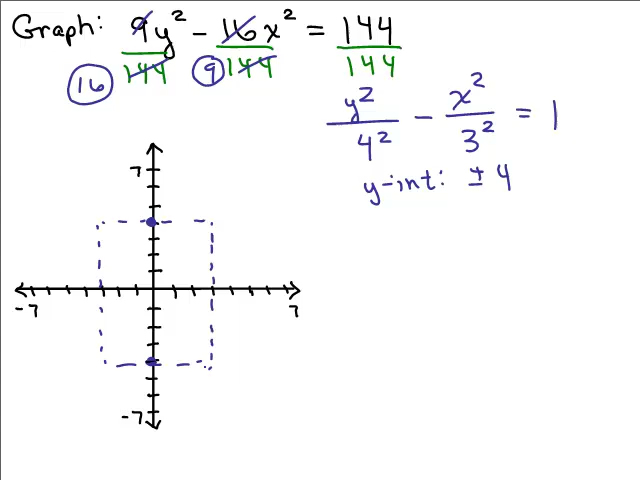 Graph: 9y² - 16x² = 144
144 144 144
16 9
y² / 4² - x² / 3² = 1
y-int: ± 4
7
-7 7
-7